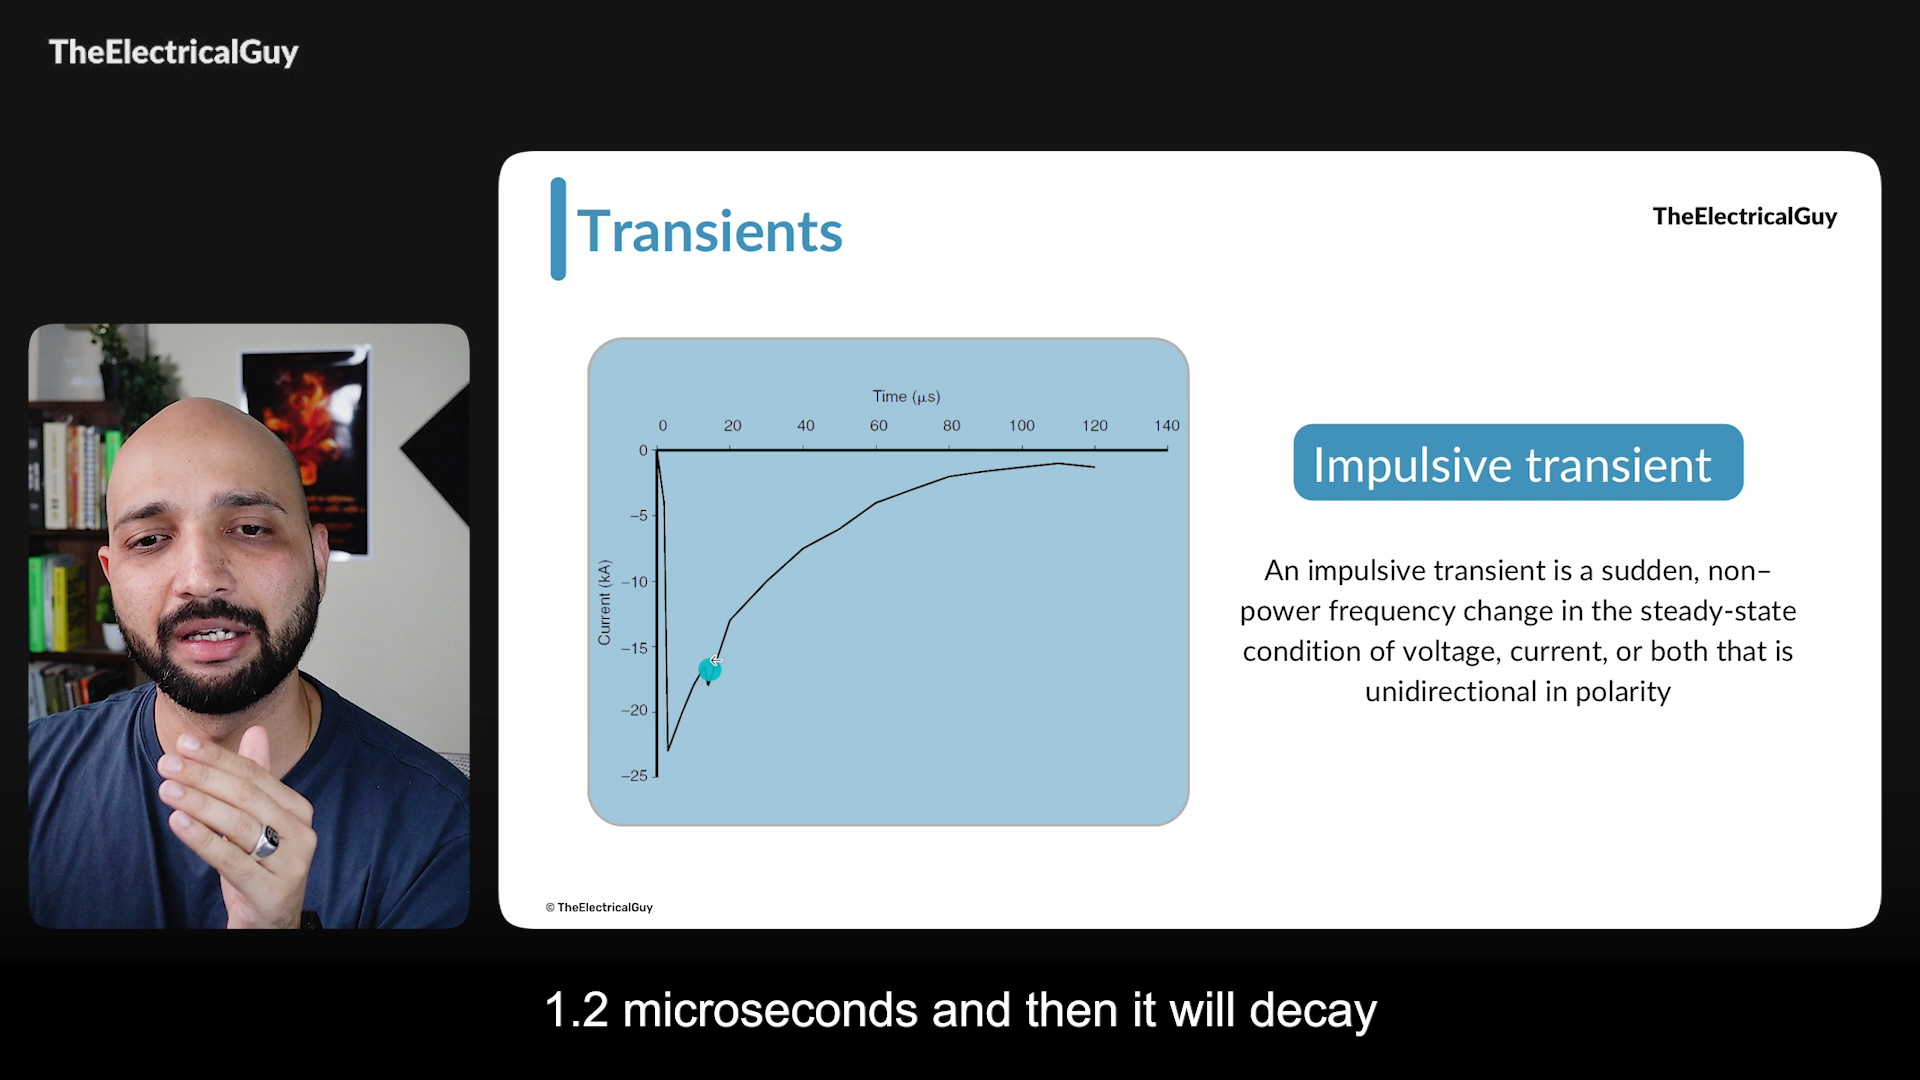 TheElectricalGuy
Transients
TheElectricalGuy
Time (μs)
0 20 40 60 80 100 120 140
0
−5
−10
−15
−20
−25
Current (kA)
Impulsive transient
An impulsive transient is a sudden, non–
power frequency change in the steady-state
condition of voltage, current, or both that is
unidirectional in polarity
© TheElectricalGuy
1.2 microseconds and then it will decay